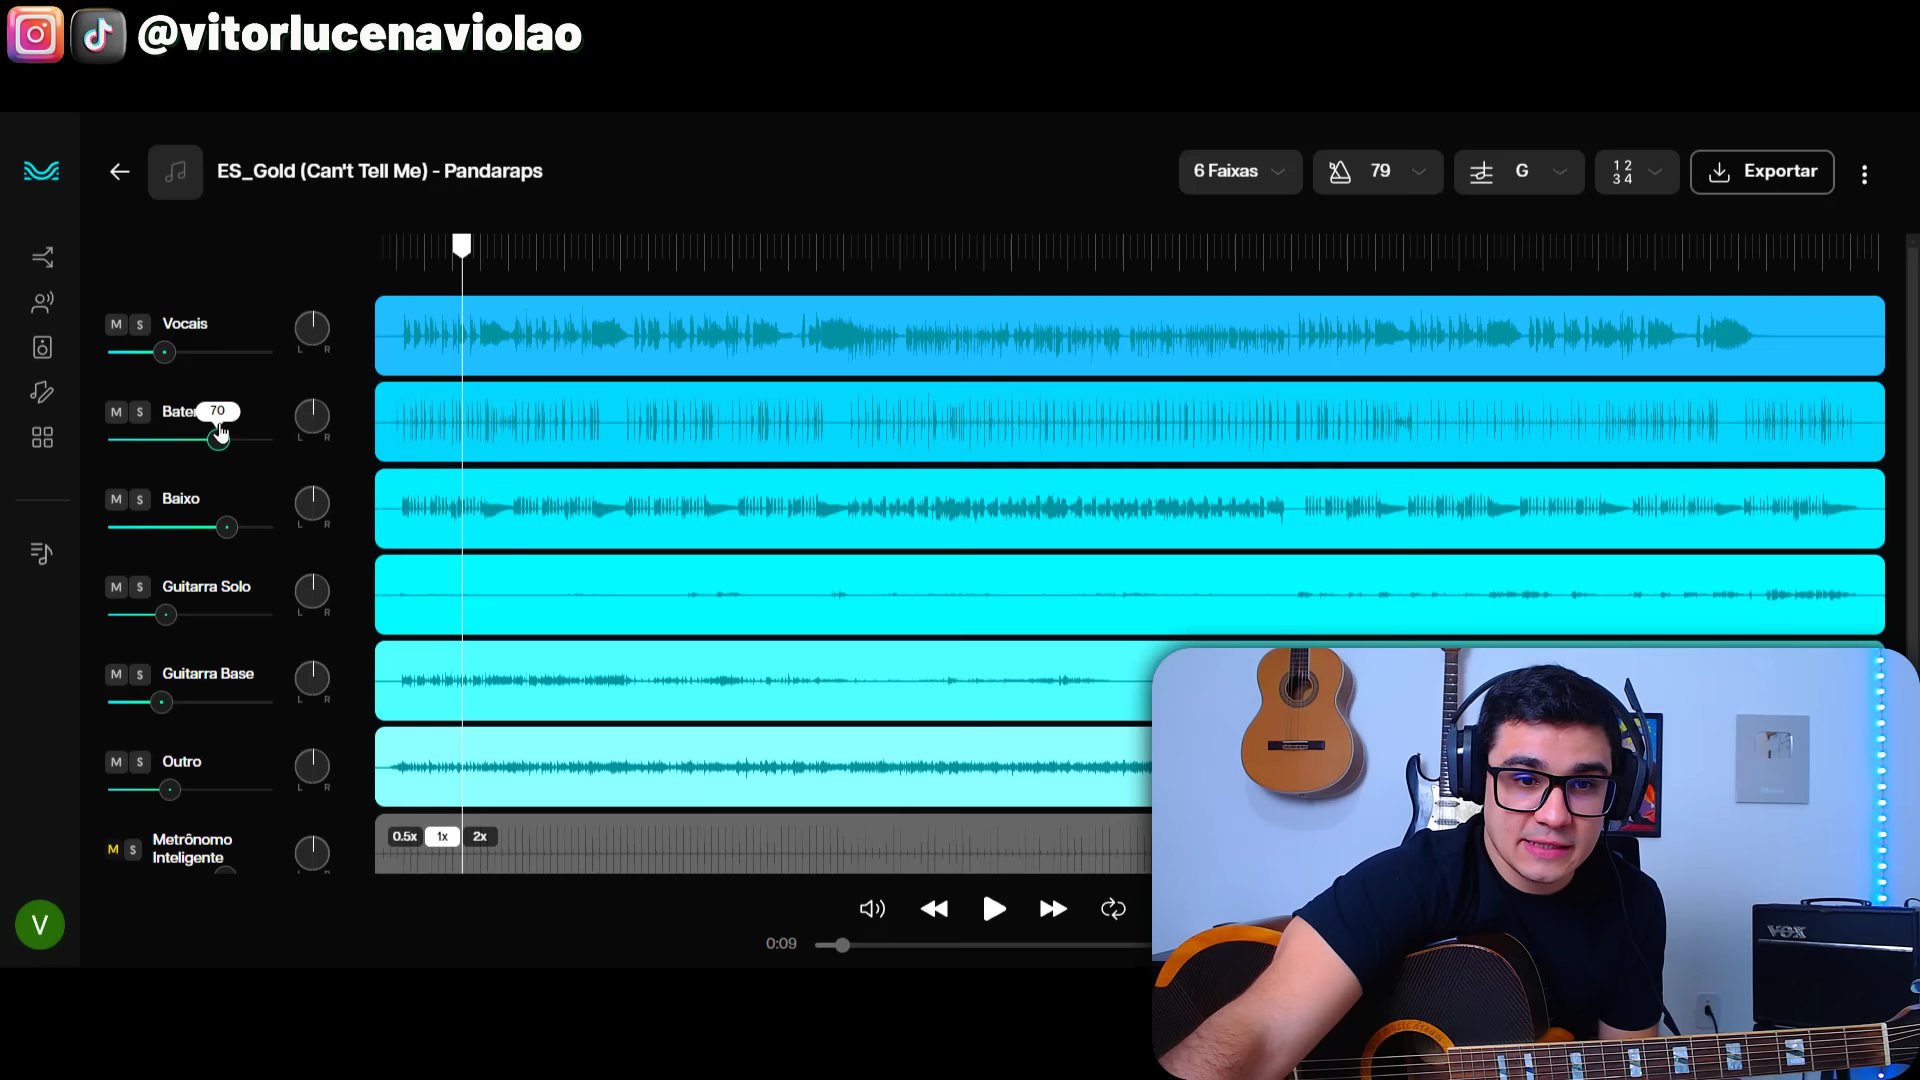 @vitorlucenaviolao
ES_Gold (Can't Tell Me) - Pandaraps
6 Faixas
79
G
1 2
3 4
Exportar
M S Vocais
L R
M S Bater
70
L R
M S Baixo
L R
M S Guitarra Solo
L R
M S Guitarra Base
L R
M S Outro
L R
M S Metrônomo
Inteligente
0.5x 1x 2x
V
0:09
VOX